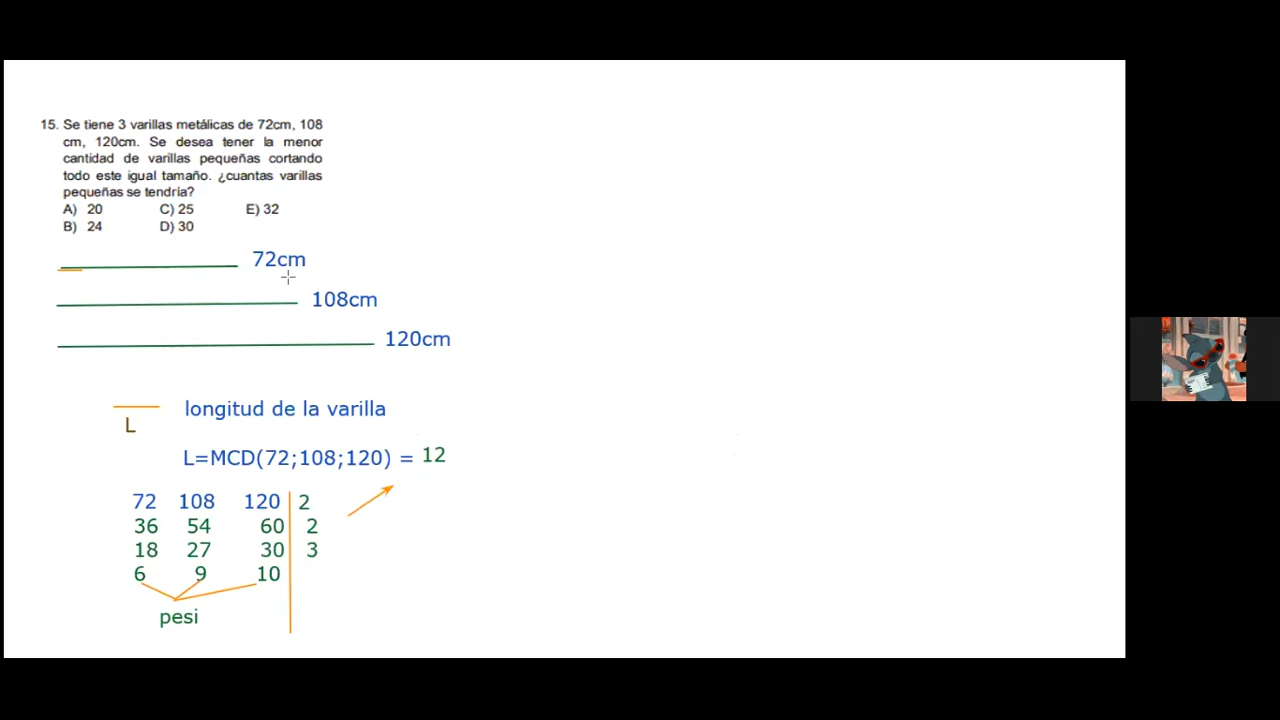 15. Se tiene 3 varillas metálicas de 72cm, 108
cm, 120cm. Se desea tener la menor
cantidad de varillas pequeñas cortando
todo este igual tamaño. ¿cuantas varillas
pequeñas se tendría?
A) 20 C) 25 E) 32
B) 24 D) 30
72cm
108cm
120cm
longitud de la varilla
L
L=MCD(72;108;120) = 12
72 108 120 2
36 54 60 2
18 27 30 3
6 9 10
pesi